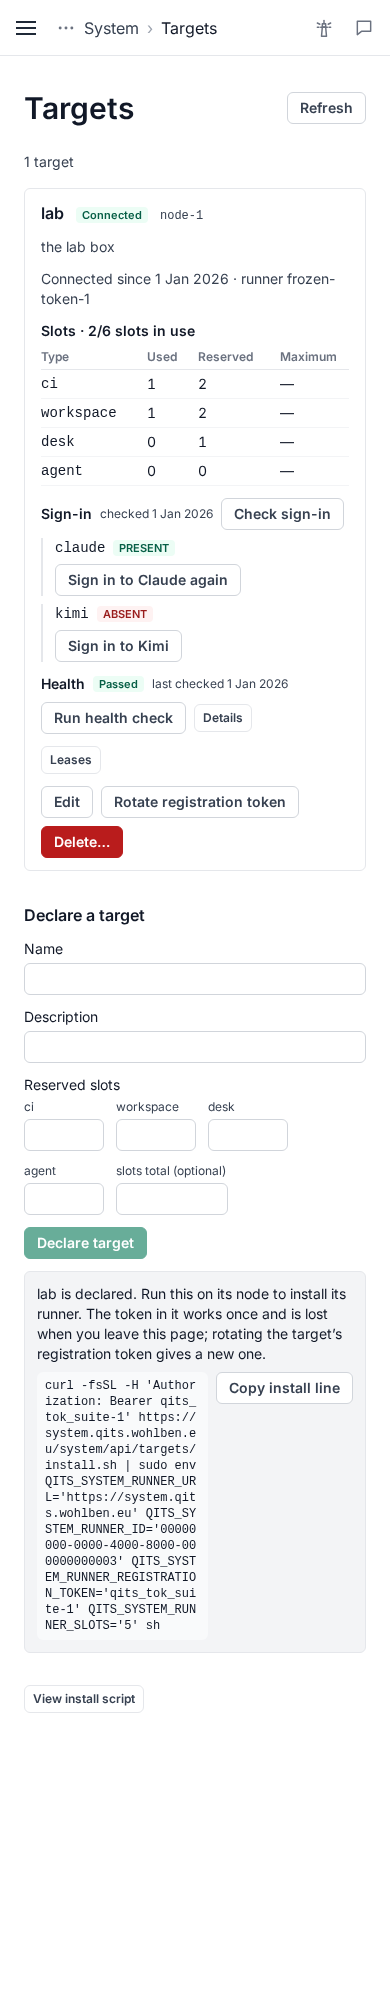 ··· System › Targets
Targets
Refresh
1 target
lab Connected node-1
the lab box
Connected since 1 Jan 2026 · runner frozen-
token-1
Slots · 2/6 slots in use
Type Used Reserved Maximum
ci 1 2 —
workspace 1 2 —
desk 0 1 —
agent 0 0 —
Sign-in checked 1 Jan 2026 Check sign-in
claude PRESENT
Sign in to Claude again
kimi ABSENT
Sign in to Kimi
Health Passed last checked 1 Jan 2026
Run health check Details
Leases
Edit Rotate registration token
Delete…
Declare a target
Name
Description
Reserved slots
ci workspace desk
agent slots total (optional)
Declare target
lab is declared. Run this on its node to install its
runner. The token in it works once and is lost
when you leave this page; rotating the target’s
registration token gives a new one.
Copy install line
curl -fsSL -H 'Author
ization: Bearer qits_
tok_suite-1' https://
system.qits.wohlben.e
u/system/api/targets/
install.sh | sudo env
QITS_SYSTEM_RUNNER_UR
L='https://system.qit
s.wohlben.eu' QITS_SY
STEM_RUNNER_ID='00000
000-0000-4000-8000-00
0000000003' QITS_SYST
EM_RUNNER_REGISTRATIO
N_TOKEN='qits_tok_sui
te-1' QITS_SYSTEM_RUN
NER_SLOTS='5' sh
View install script